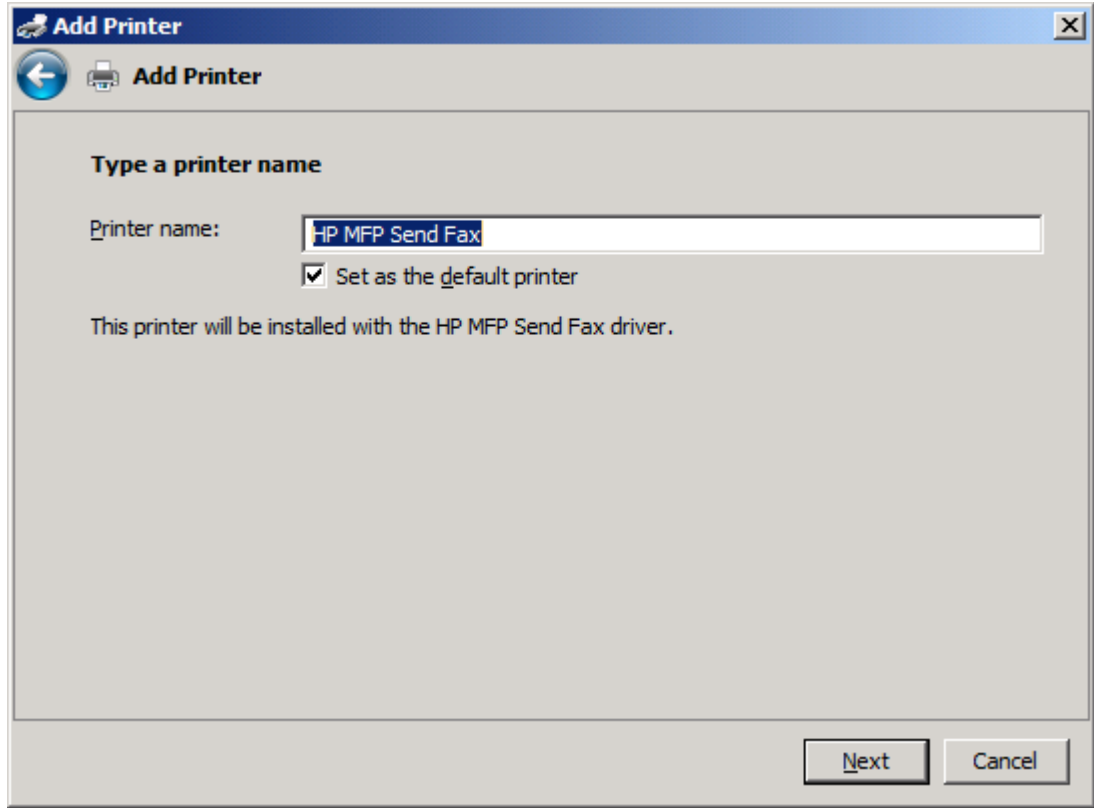 Add Printer
Add Printer
Type a printer name
Printer name: HP MFP Send Fax
Set as the default printer
This printer will be installed with the HP MFP Send Fax driver.
Next Cancel